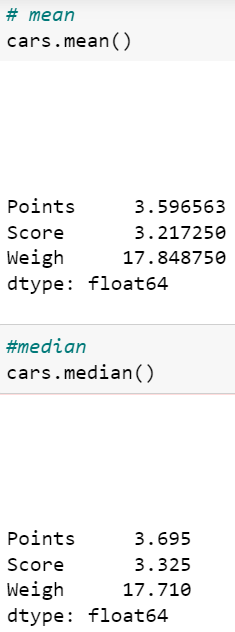 # mean
cars.mean()
Points     3.596563
Score      3.217250
Weigh     17.848750
dtype: float64
#median
cars.median()
Points     3.695
Score      3.325
Weigh     17.710
dtype: float64